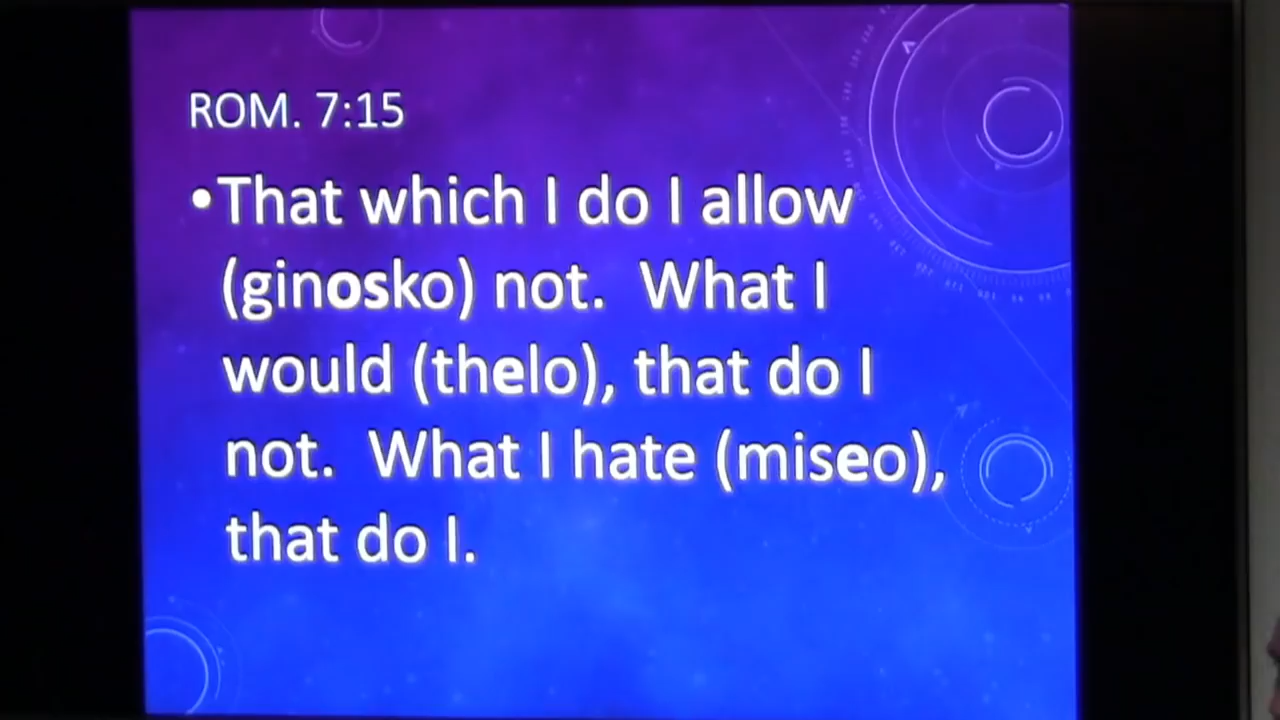 ROM. 7:15
•That which I do I allow
(ginosko) not. What I
would (thelo), that do I
not. What I hate (miseo),
that do I.